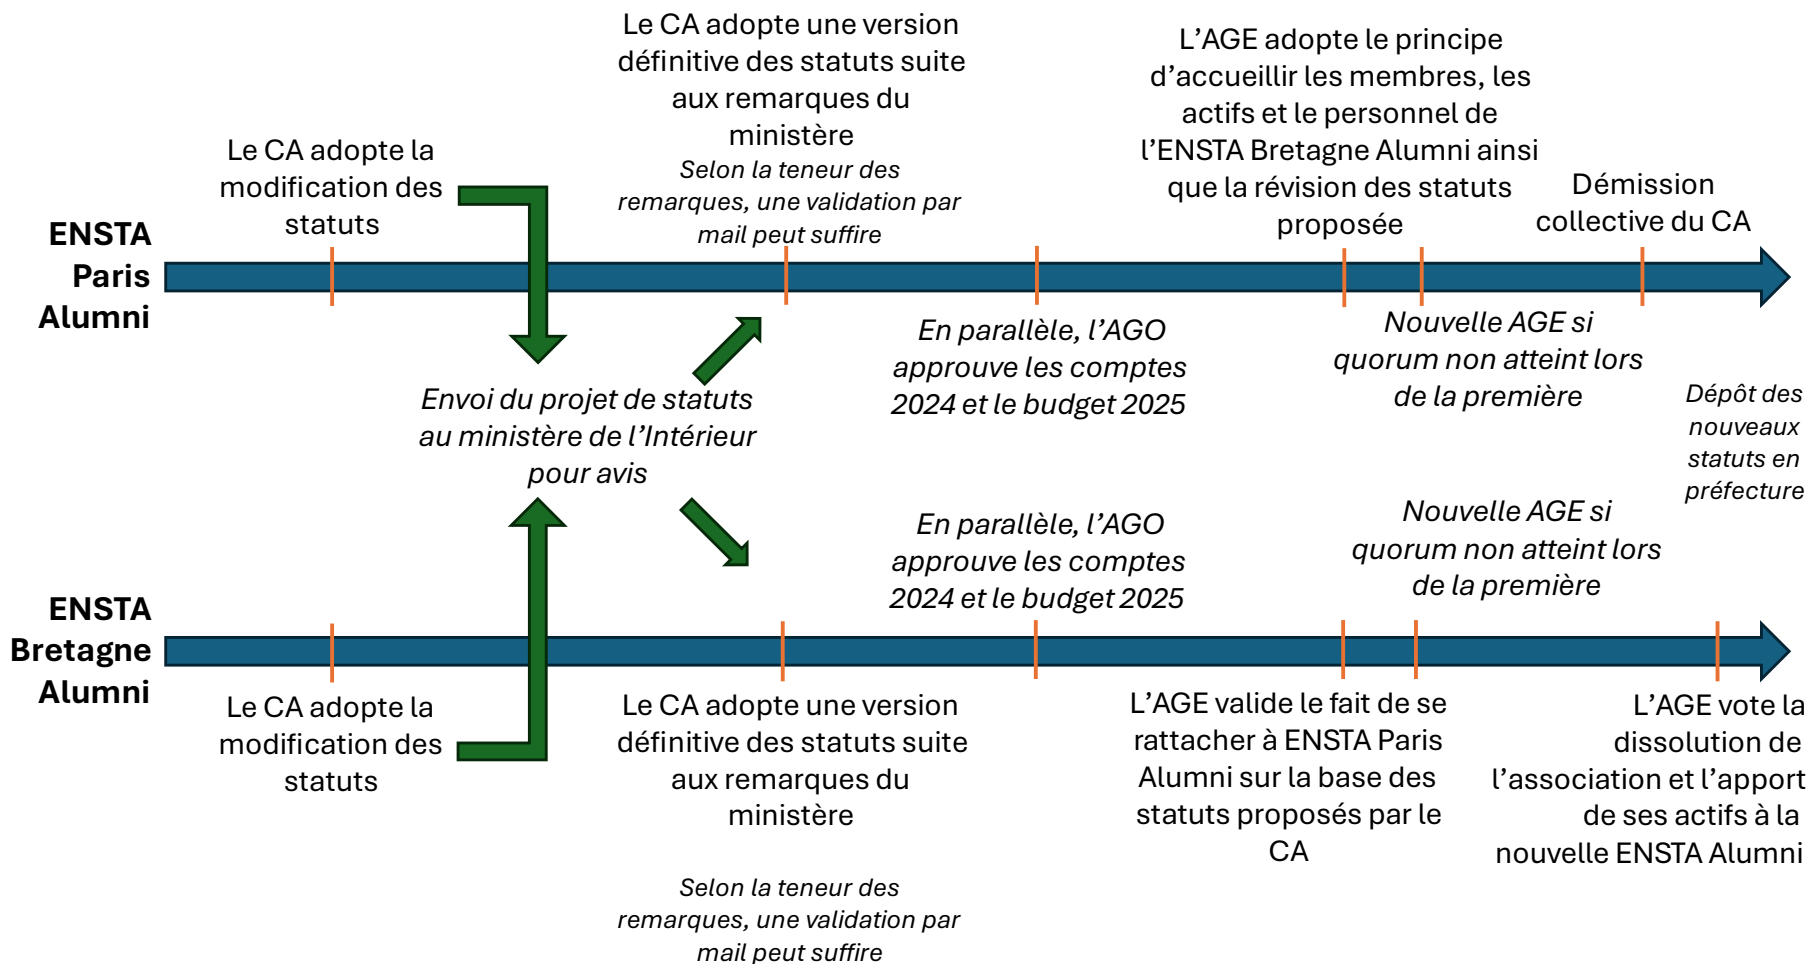 Le CA adopte une version
définitive des statuts suite
aux remarques du
ministère
Selon la teneur des
remarques, une validation par
mail peut suffire
L’AGE adopte le principe
d’accueillir les membres, les
actifs et le personnel de
l’ENSTA Bretagne Alumni ainsi
que la révision des statuts
proposée
Le CA adopte la
modification des
statuts
Démission
collective du CA
ENSTA
Paris
Alumni
En parallèle, l’AGO
approuve les comptes
2024 et le budget 2025
Nouvelle AGE si
quorum non atteint lors
de la première
Envoi du projet de statuts
au ministère de l’Intérieur
pour avis
Dépôt des
nouveaux
statuts en
préfecture
En parallèle, l’AGO
approuve les comptes
2024 et le budget 2025
Nouvelle AGE si
quorum non atteint lors
de la première
ENSTA
Bretagne
Alumni
Le CA adopte la
modification des
statuts
Le CA adopte une version
définitive des statuts suite
aux remarques du
ministère
Selon la teneur des
remarques, une validation par
mail peut suffire
L’AGE valide le fait de se
rattacher à ENSTA Paris
Alumni sur la base des
statuts proposés par le
CA
L’AGE vote la
dissolution de
l’association et l’apport
de ses actifs à la
nouvelle ENSTA Alumni